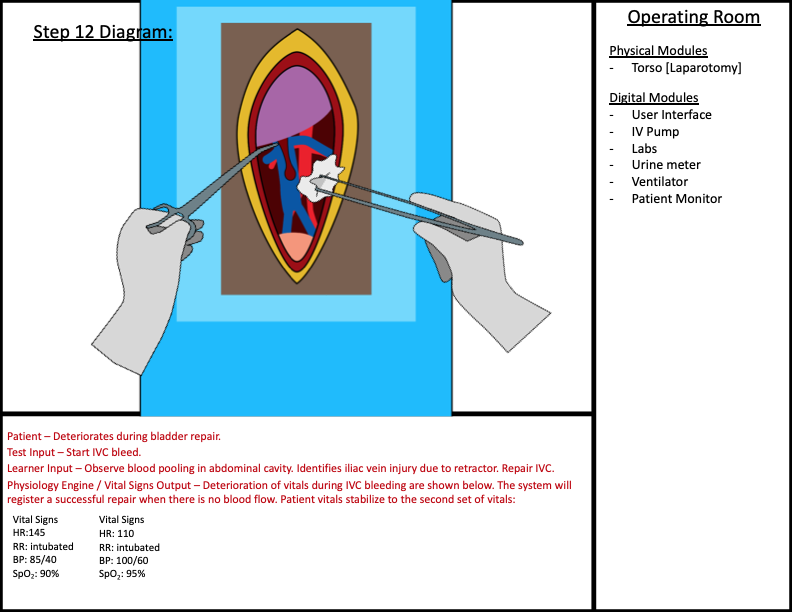 Step 12 Diagram:
Operating Room
Physical Modules
- Torso [Laparotomy]
Digital Modules
- User Interface
- IV Pump
- Labs
- Urine meter
- Ventilator
- Patient Monitor
Patient – Deteriorates during bladder repair.
Test Input – Start IVC bleed.
Learner Input – Observe blood pooling in abdominal cavity. Identifies iliac vein injury due to retractor. Repair IVC.
Physiology Engine / Vital Signs Output – Deterioration of vitals during IVC bleeding are shown below. The system will
register a successful repair when there is no blood flow. Patient vitals stabilize to the second set of vitals:
Vital Signs
HR:145
RR: intubated
BP: 85/40
SpO₂: 90%
Vital Signs
HR: 110
RR: intubated
BP: 100/60
SpO₂: 95%